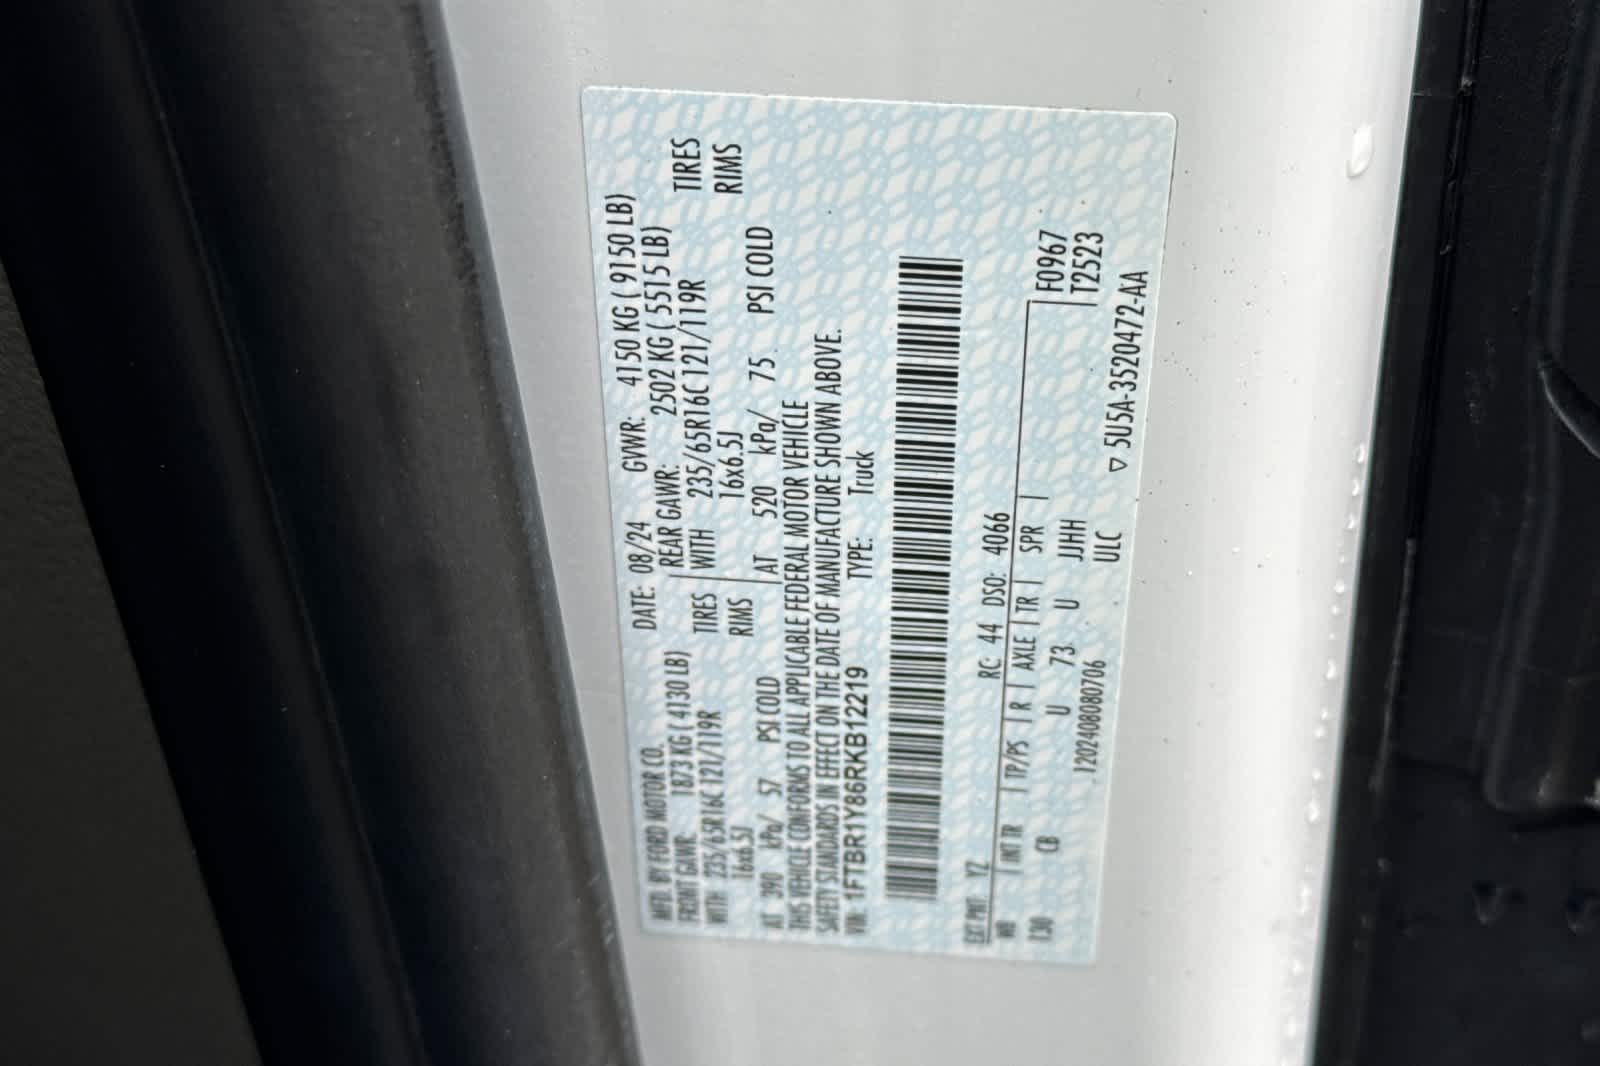 MFD. BY FORD MOTOR CO. DATE: 08/24 GVWR: 4150 KG ( 9150 LB)
FRONT GAWR: 1873 KG ( 4130 LB) REAR GAWR: 2502 KG ( 5515 LB)
WITH 235/65R16C 121/119R TIRES WITH 235/65R16C 121/119R TIRES
16x6.5J RIMS 16x6.5J RIMS
AT 390 kPa/ 57 PSI COLD AT 520 kPa/ 75 PSI COLD
THIS VEHICLE CONFORMS TO ALL APPLICABLE FEDERAL MOTOR VEHICLE
SAFETY STANDARDS IN EFFECT ON THE DATE OF MANUFACTURE SHOWN ABOVE.
VIN: 1FTBR1Y86RKB12219 TYPE: Truck
EXT PNT: YZ RC: 44 DSO: 4066
WB INT TR TP/PS R AXLE TR SPR F0967
130 CB U 73 U JJHH T2523
1202408080706 ULC ▽ 5U5A-3520472-AA